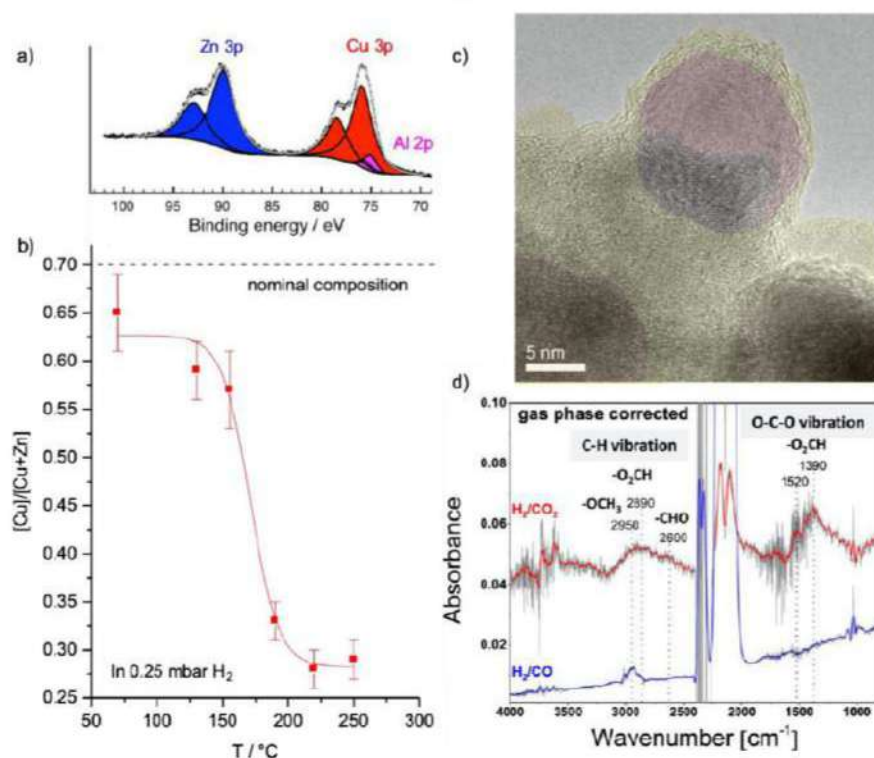 a)
Zn 3p
Cu 3p
Al 2p
100 95 90 85 80 75 70
Binding energy / eV
b)
0.70
0.65
0.60
0.55
0.50
0.45
0.40
0.35
0.30
0.25
[Cu]/[Cu+Zn]
nominal composition
In 0.25 mbar H2
50 100 150 200 250 300
T / °C
c)
5 nm
d)
0.10
0.08
0.06
0.04
0.02
Absorbance
gas phase corrected
O-C-O vibration
C-H vibration
-O2CH
1390
1520
-O2CH
-OCH3 2890
2950
-CHO
2600
H2/CO2
H2/CO
4000 3500 3000 2500 2000 1500 1000
Wavenumber [cm-1]